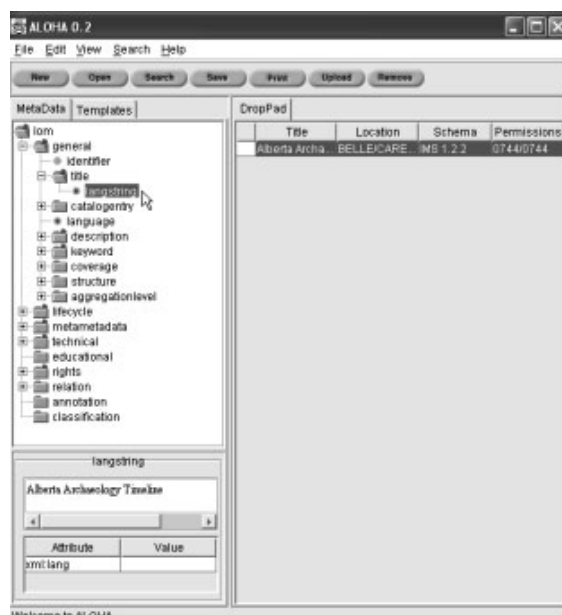 ALOHA 0.2
File Edit View Search Help
New Open Search Save Print Upload Remove
MetaData Templates
DropPad
Title Location Schema Permissions
Alberta Archa... BELLE/CARE... IMS 1.2.2 0744/0744
lom
general
identifier
title
langstring
catalogentry
language
description
keyword
coverage
structure
aggregationlevel
lifecycle
metametadata
technical
educational
rights
relation
annotation
classification
langstring
Alberta Archaeology Timeline
Attribute Value
xml:lang
Welcome to ALOHA